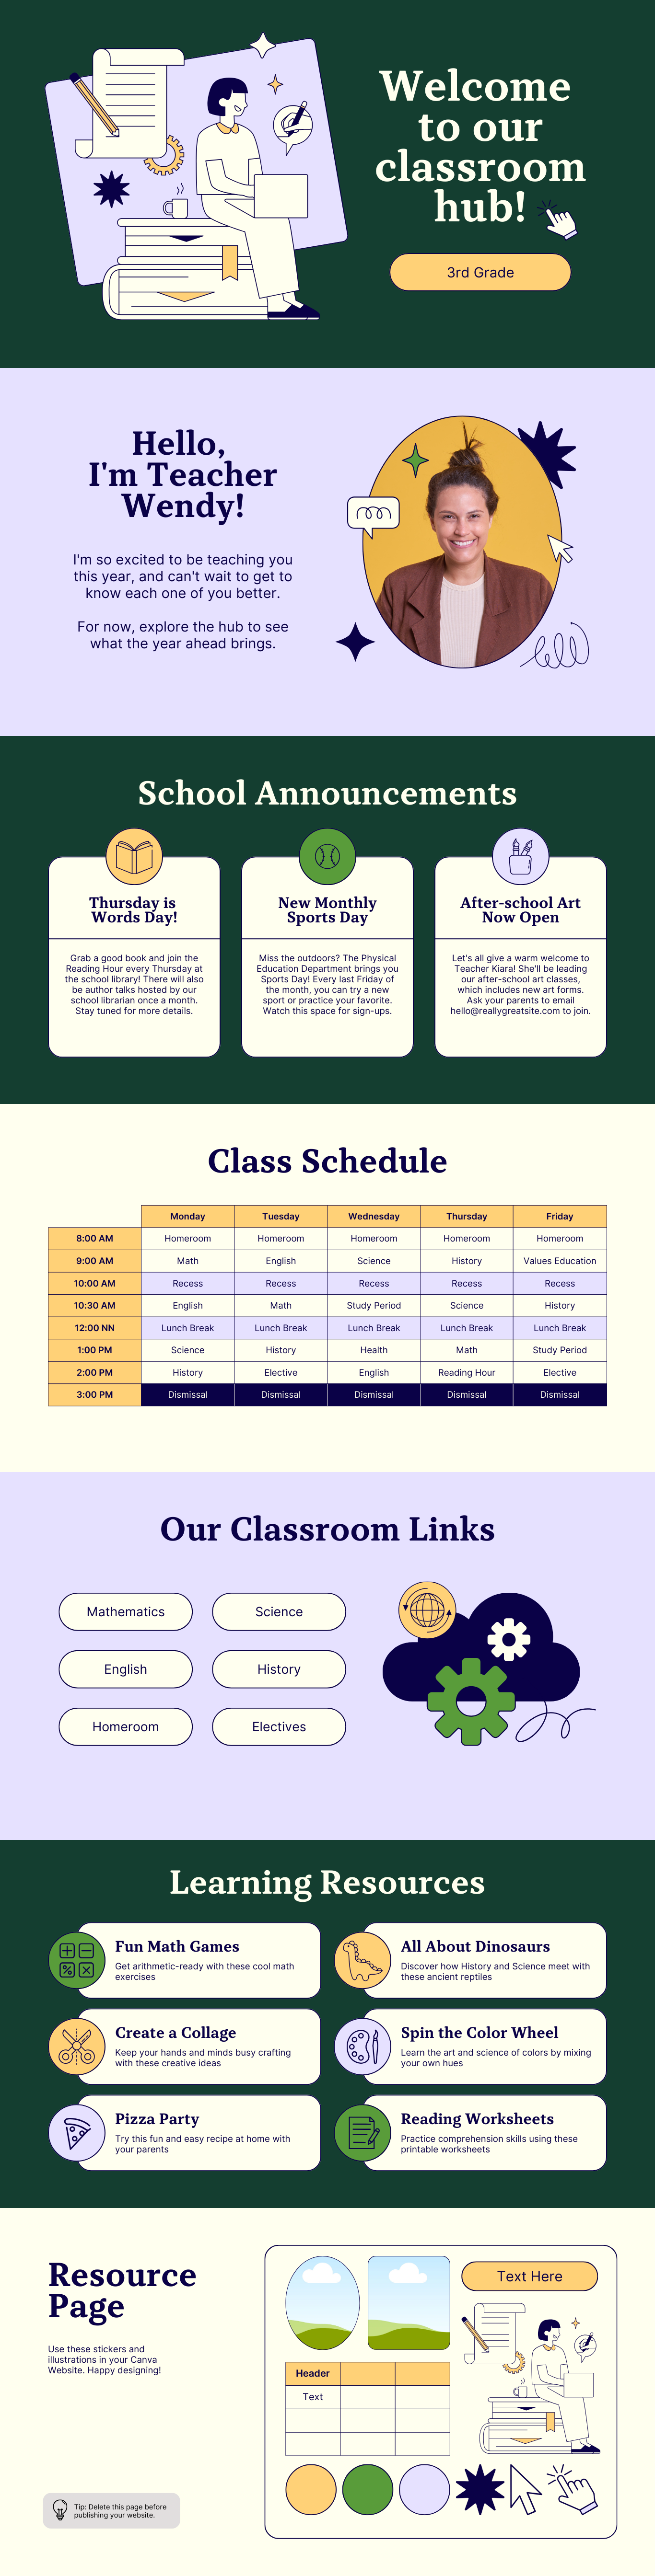 Welcome
to our
classroom
hub!
3rd Grade
Hello,
I'm Teacher
Wendy!
I'm so excited to be teaching you
this year, and can't wait to get to
know each one of you better.
For now, explore the hub to see
what the year ahead brings.
School Announcements
Thursday is
Words Day!
Grab a good book and join the
Reading Hour every Thursday at
the school library! There will also
be author talks hosted by our
school librarian once a month.
Stay tuned for more details.
New Monthly
Sports Day
Miss the outdoors? The Physical
Education Department brings you
Sports Day! Every last Friday of
the month, you can try a new
sport or practice your favorite.
Watch this space for sign-ups.
After-school Art
Now Open
Let's all give a warm welcome to
Teacher Kiara! She'll be leading
our after-school art classes,
which includes new art forms.
Ask your parents to email
hello@reallygreatsite.com to join.
Class Schedule
Monday Tuesday Wednesday Thursday Friday
8:00 AM Homeroom Homeroom Homeroom Homeroom Homeroom
9:00 AM Math English Science History Values Education
10:00 AM Recess Recess Recess Recess Recess
10:30 AM English Math Study Period Science History
12:00 NN Lunch Break Lunch Break Lunch Break Lunch Break Lunch Break
1:00 PM Science History Health Math Study Period
2:00 PM History Elective English Reading Hour Elective
3:00 PM Dismissal Dismissal Dismissal Dismissal Dismissal
Our Classroom Links
Mathematics Science
English History
Homeroom Electives
Learning Resources
Fun Math Games
Get arithmetic-ready with these cool math
exercises
All About Dinosaurs
Discover how History and Science meet with
these ancient reptiles
Create a Collage
Keep your hands and minds busy crafting
with these creative ideas
Spin the Color Wheel
Learn the art and science of colors by mixing
your own hues
Pizza Party
Try this fun and easy recipe at home with
your parents
Reading Worksheets
Practice comprehension skills using these
printable worksheets
Resource
Page
Use these stickers and
illustrations in your Canva
Website. Happy designing!
Tip: Delete this page before
publishing your website.
Text Here
Header
Text